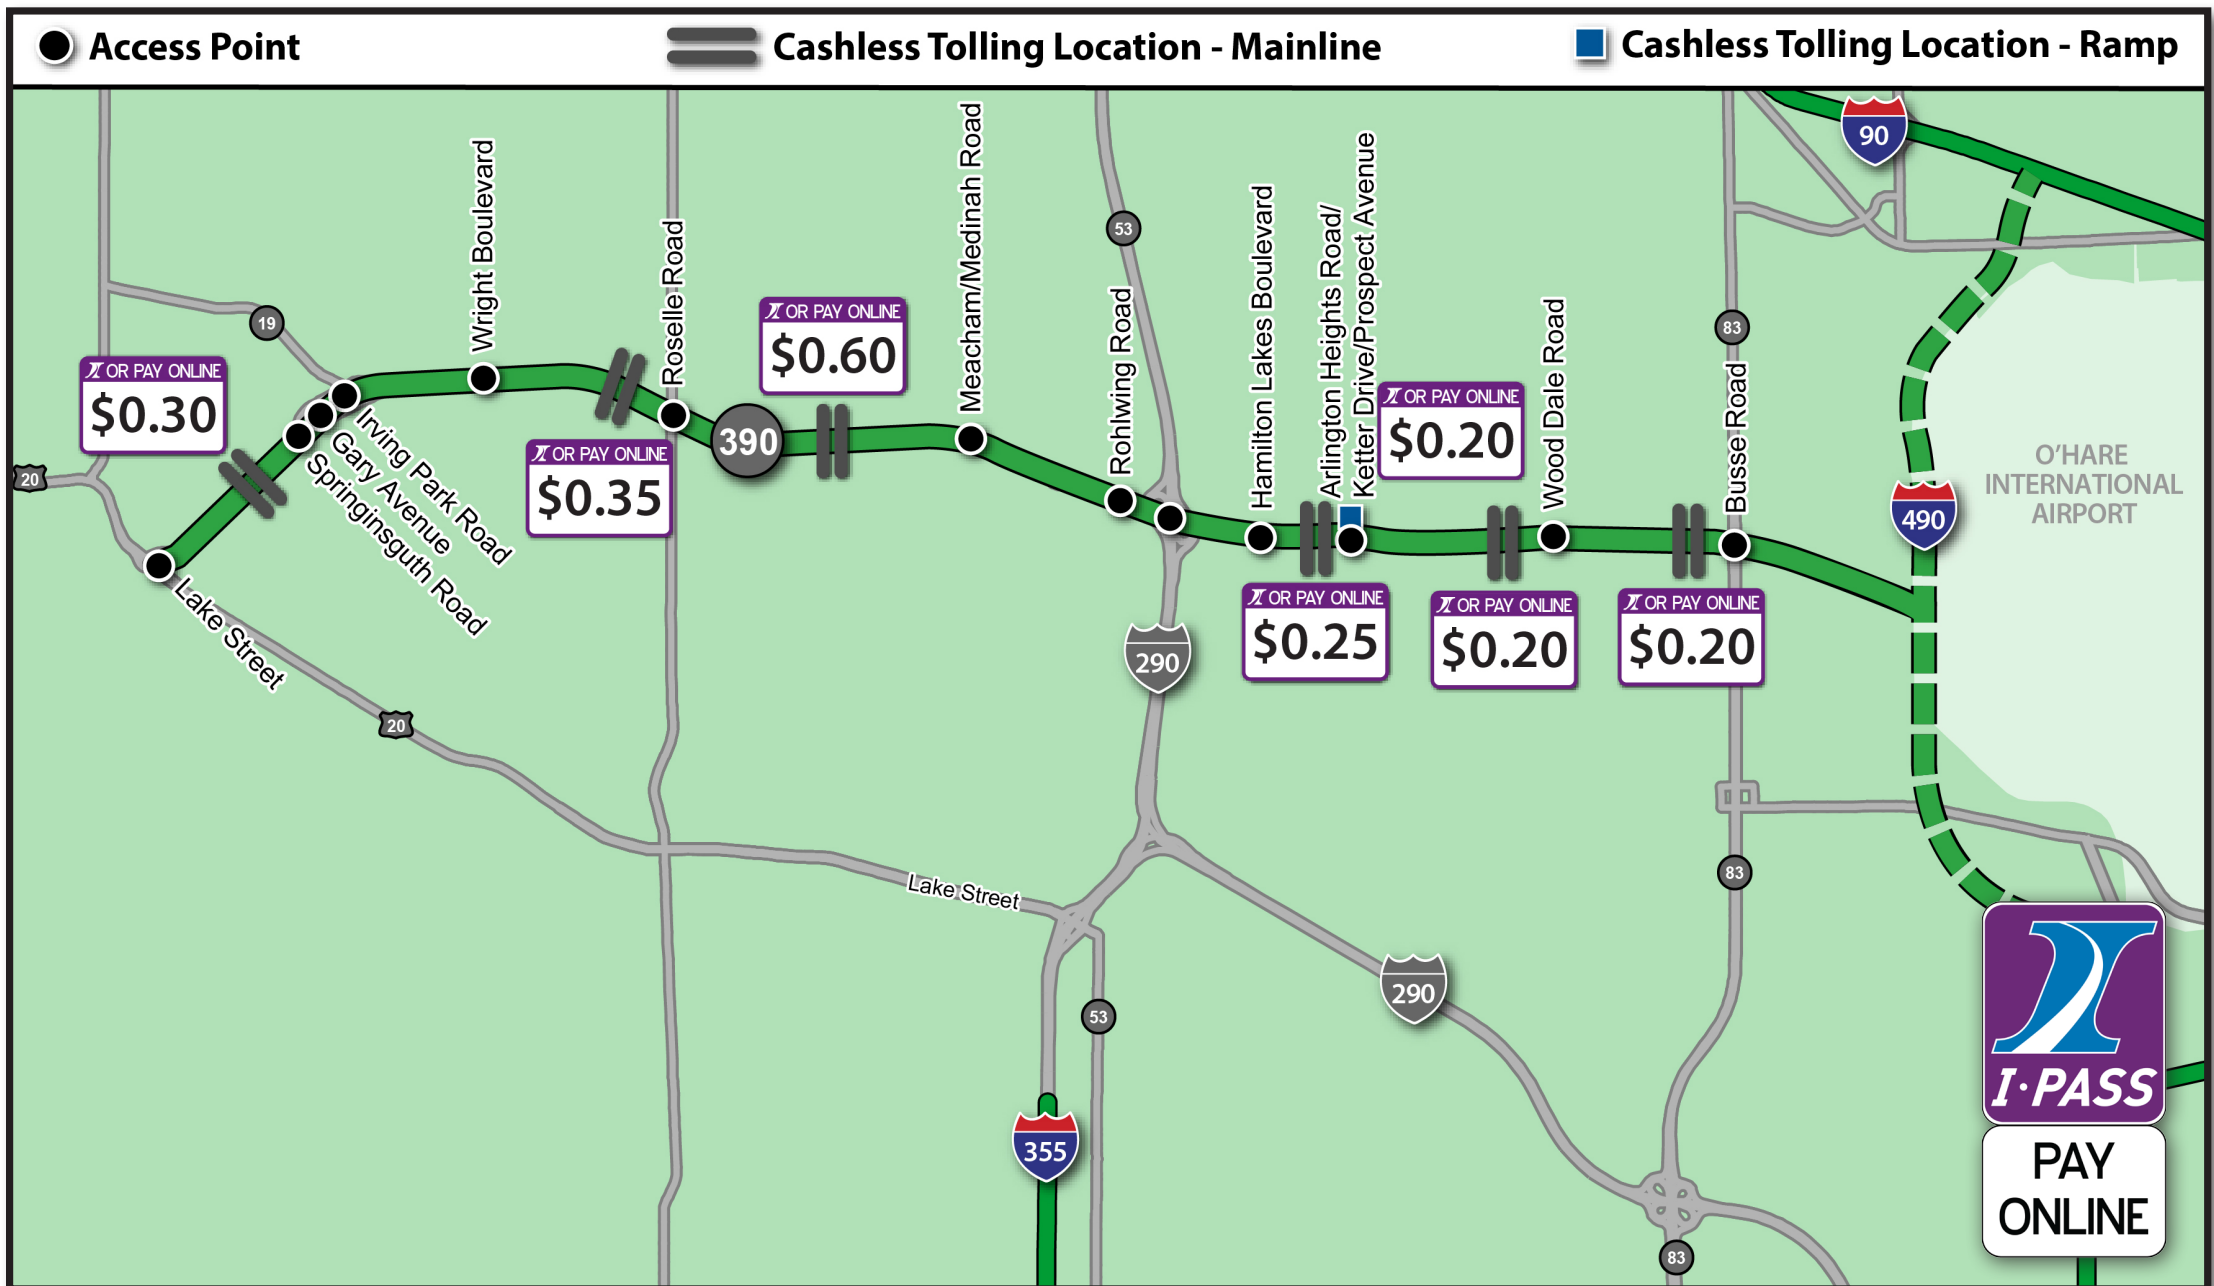 Access Point
Cashless Tolling Location - Mainline
Cashless Tolling Location - Ramp
90
53
19
83
Wright Boulevard
Roselle Road
Meacham/Medinah Road
Rohlwing Road
Hamilton Lakes Boulevard
Arlington Heights Road/
Ketter Drive/Prospect Avenue
Wood Dale Road
Busse Road
OR PAY ONLINE
$0.30
OR PAY ONLINE
$0.35
OR PAY ONLINE
$0.60
OR PAY ONLINE
$0.20
390
20
Irving Park Road
Gary Avenue
Springinsguth Road
Lake Street
O'HARE
INTERNATIONAL
AIRPORT
490
OR PAY ONLINE
$0.25
OR PAY ONLINE
$0.20
OR PAY ONLINE
$0.20
290
20
Lake Street
83
290
53
355
83
I·PASS
PAY
ONLINE